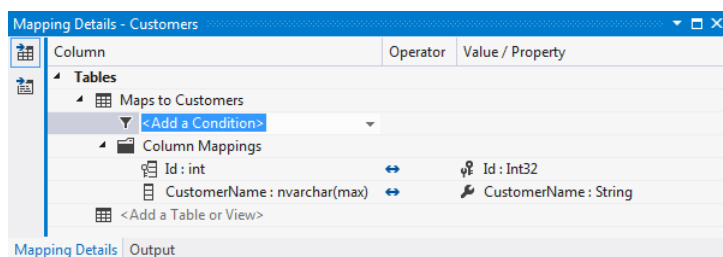 Mapping Details - Customers
Column Operator Value / Property
Tables
Maps to Customers
<Add a Condition>
Column Mappings
Id : int Id : Int32
CustomerName : nvarchar(max) CustomerName : String
<Add a Table or View>
Mapping Details Output